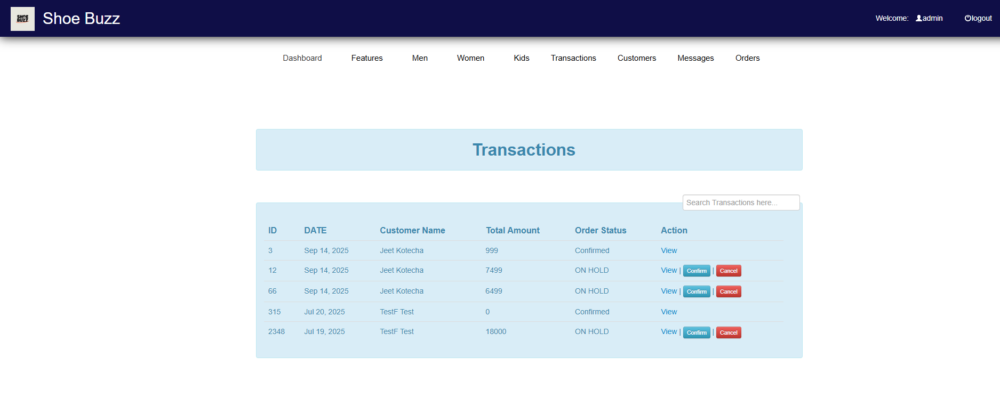 SHOE
BUZZ
Shoe Buzz
Welcome: admin logout
Dashboard Features Men Women Kids Transactions Customers Messages Orders
Transactions
Search Transactions here...
ID DATE Customer Name Total Amount Order Status Action
3 Sep 14, 2025 Jeet Kotecha 999 Confirmed View
12 Sep 14, 2025 Jeet Kotecha 7499 ON HOLD View | Confirm | Cancel
66 Sep 14, 2025 Jeet Kotecha 6499 ON HOLD View | Confirm | Cancel
315 Jul 20, 2025 TestF Test 0 Confirmed View
2348 Jul 19, 2025 TestF Test 18000 ON HOLD View | Confirm | Cancel